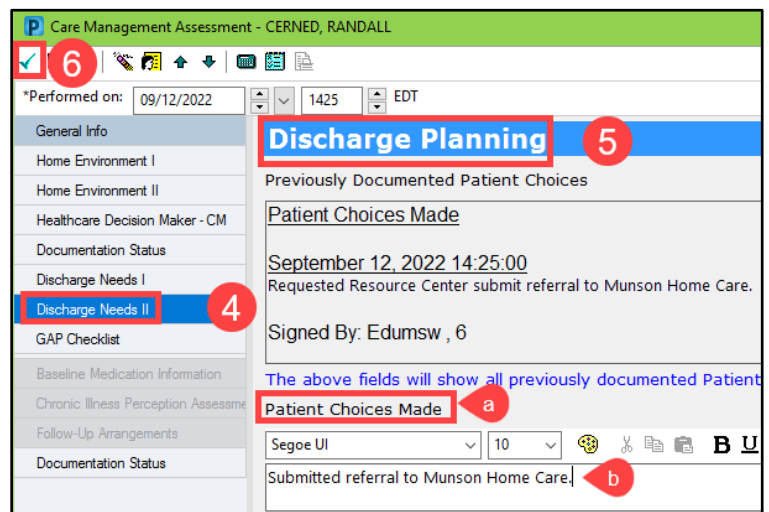 P Care Management Assessment - CERNED, RANDALL
6
*Performed on: 09/12/2022 1425 EDT
General Info
Home Environment I
Home Environment II
Healthcare Decision Maker - CM
Documentation Status
Discharge Needs I
Discharge Needs II
4
GAP Checklist
Baseline Medication Information
Chronic Illness Perception Assessme
Follow-Up Arrangements
Documentation Status
Discharge Planning
5
Previously Documented Patient Choices
Patient Choices Made
September 12, 2022 14:25:00
Requested Resource Center submit referral to Munson Home Care.
Signed By: Edumsw , 6
The above fields will show all previously documented Patient
Patient Choices Made
a
Segoe UI 10 B U
Submitted referral to Munson Home Care.
b